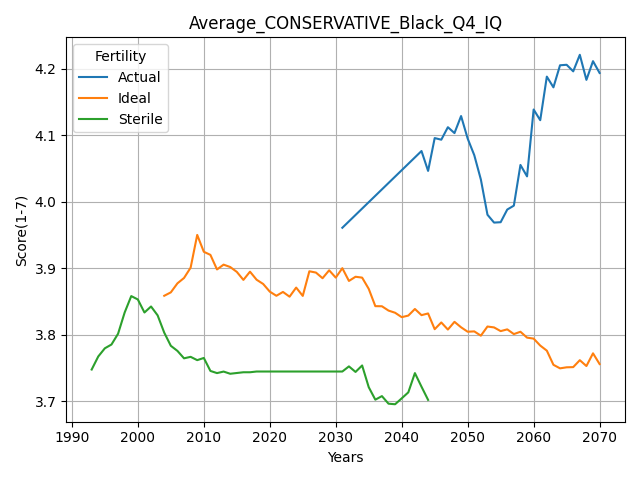 Average_CONSERVATIVE_Black_Q4_IQ
Fertility
Actual
Ideal
Sterile
Score(1-7)
4.2
4.1
4.0
3.9
3.8
3.7
1990 2000 2010 2020 2030 2040 2050 2060 2070
Years